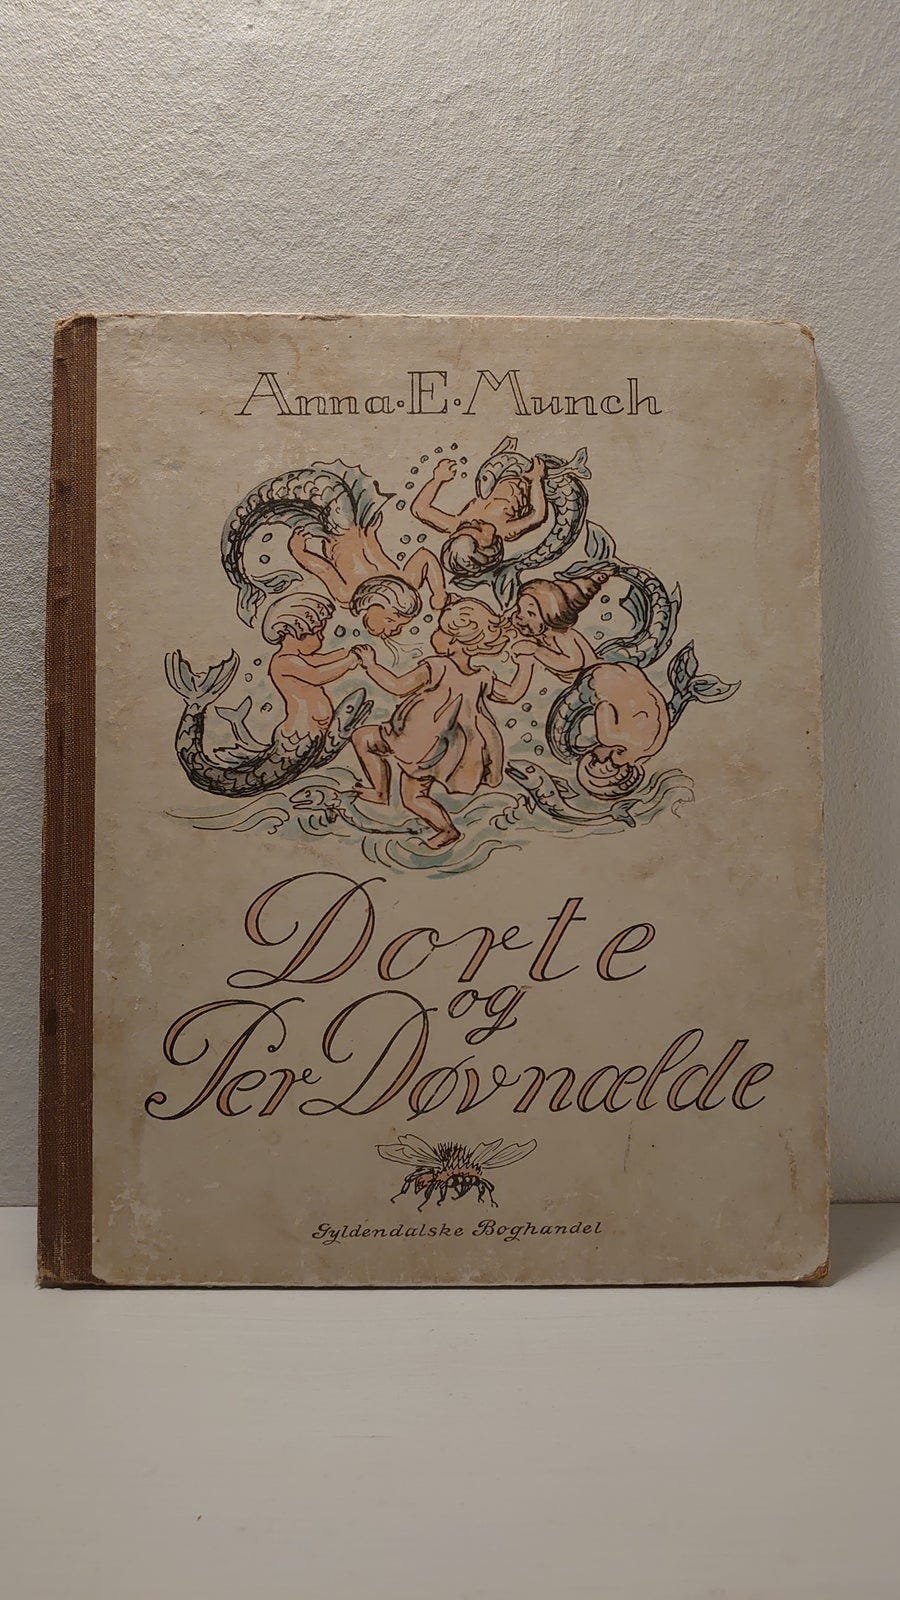 Anna·E·Munch
Dorte
og
Per Døvnælde
Gyldendalske Boghandel